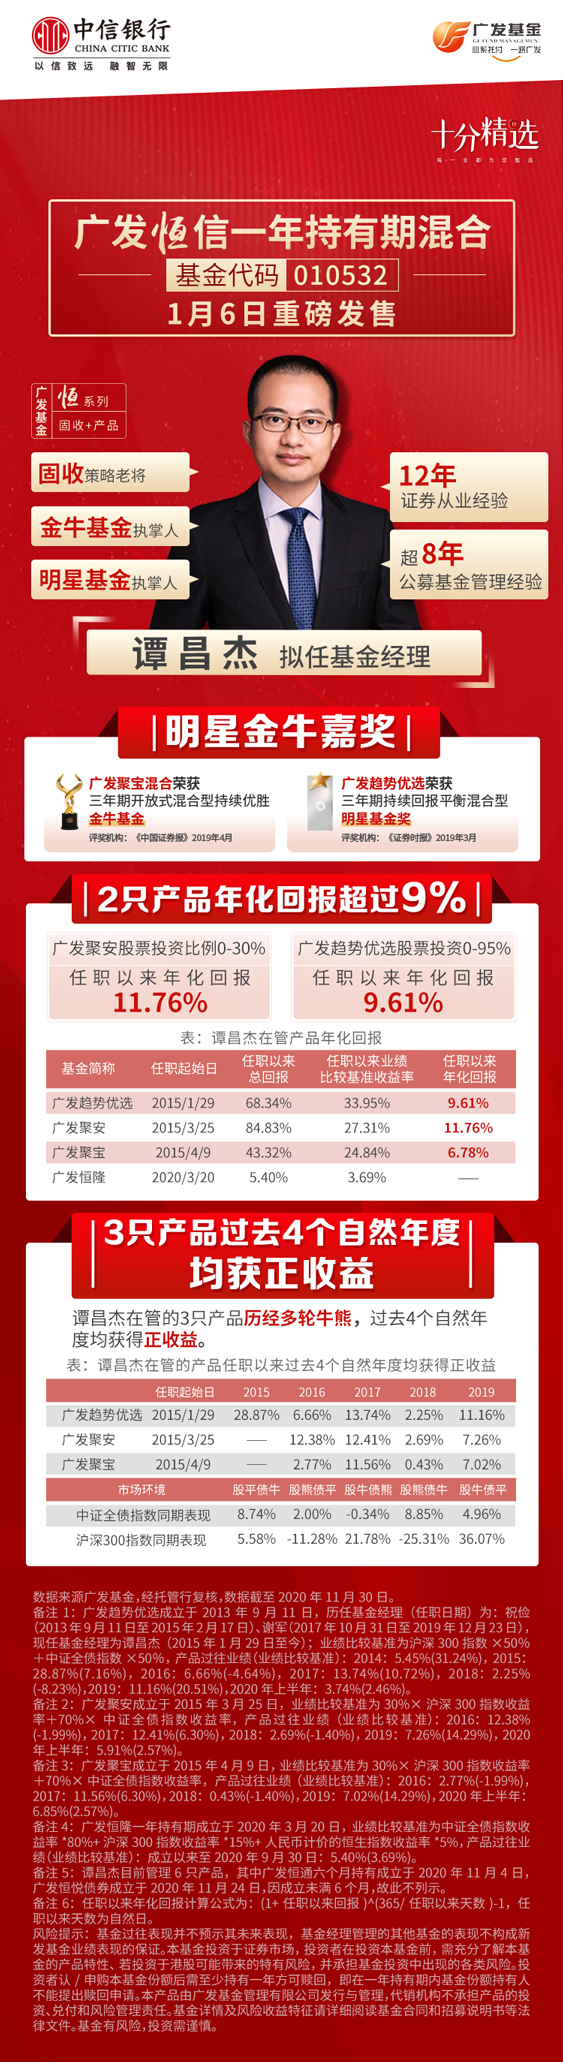 中信银行
CHINA CITIC BANK
以信致远 融智无限
广发基金
GF FUND MANAGEMENT
心系托付 一路广发
十分精选
广发恒信一年持有期混合
基金代码 010532
1月6日重磅发售
广发基金
恒系列
固收+产品
固收策略老将
金牛基金执掌人
明星基金执掌人
12年
证券从业经验
超8年
公募基金管理经验
谭昌杰 拟任基金经理
明星金牛嘉奖
广发聚宝混合荣获
三年期开放式混合型持续优胜
金牛基金
评奖机构：《中国证券报》2019年4月
广发趋势优选荣获
三年期持续回报平衡混合型
明星基金奖
评奖机构：《证券时报》2019年3月
2只产品年化回报超过9%
广发聚安股票投资比例0-30%
任职以来年化回报
11.76%
广发趋势优选股票投资0-95%
任职以来年化回报
9.61%
表：谭昌杰在管产品年化回报
基金简称 任职起始日 任职以来总回报 任职以来业绩比较基准收益率 任职以来年化回报
广发趋势优选 2015/1/29 68.34% 33.95% 9.61%
广发聚安 2015/3/25 84.83% 27.31% 11.76%
广发聚宝 2015/4/9 43.32% 24.84% 6.78%
广发恒隆 2020/3/20 5.40% 3.69% ——
3只产品过去4个自然年度
均获正收益
谭昌杰在管的3只产品历经多轮牛熊，过去4个自然年
度均获得正收益。
表：谭昌杰在管的产品任职以来过去4个自然年度均获得正收益
任职起始日 2015 2016 2017 2018 2019
广发趋势优选 2015/1/29 28.87% 6.66% 13.74% 2.25% 11.16%
广发聚安 2015/3/25 —— 12.38% 12.41% 2.69% 7.26%
广发聚宝 2015/4/9 —— 2.77% 11.56% 0.43% 7.02%
市场环境 股平债牛 股熊债平 股牛债熊 股熊债牛 股牛债平
中证全债指数同期表现 8.74% 2.00% -0.34% 8.85% 4.96%
沪深300指数同期表现 5.58% -11.28% 21.78% -25.31% 36.07%
数据来源广发基金，经托管行复核，数据截至 2020 年 11 月 30 日。
备注 1：广发趋势优选成立于 2013 年 9 月 11 日，历任基金经理（任职日期）为：祝俭
（2013年9月11日至2015年2月17日）、谢军（2017年10月31日至2019年12月23日），
现任基金经理为谭昌杰（2015 年 1 月 29 日至今）；业绩比较基准为沪深 300 指数 ×50%
＋中证全债指数 ×50%，产品过往业绩（业绩比较基准）：2014：5.45%(31.24%)，2015：
28.87%(7.16%)，2016：6.66%(-4.64%)，2017：13.74%(10.72%)，2018：2.25%
(-8.23%)，2019：11.16%(20.51%)，2020 年上半年：3.74%(2.46%)。
备注 2：广发聚安成立于 2015 年 3 月 25 日，业绩比较基准为 30%× 沪深 300 指数收益
率＋70%× 中证全债指数收益率，产品过往业绩（业绩比较基准）：2016：12.38%
(-1.99%)，2017：12.41%(6.30%)，2018：2.69%(-1.40%)，2019：7.26%(14.29%)，2020
年上半年：5.91%(2.57%)。
备注 3：广发聚宝成立于 2015 年 4 月 9 日，业绩比较基准为 30%× 沪深 300 指数收益率
＋70%× 中证全债指数收益率，产品过往业绩（业绩比较基准）：2016：2.77%(-1.99%)，
2017：11.56%(6.30%)，2018：0.43%(-1.40%)，2019：7.02%(14.29%)，2020 年上半年：
6.85%(2.57%)。
备注 4：广发恒隆一年持有期成立于 2020 年 3 月 20 日，业绩比较基准为中证全债指数收
益率 *80%+ 沪深 300 指数收益率 *15%+ 人民币计价的恒生指数收益率 *5%，产品过往业
绩（业绩比较基准）：成立以来至 2020 年 9 月 30 日：5.40%(3.69%)。
备注 5：谭昌杰目前管理 6 只产品，其中广发恒通六个月持有成立于 2020 年 11 月 4 日，
广发恒悦债券成立于 2020 年 11 月 24 日，因成立未满 6 个月，故此不列示。
备注 6：任职以来年化回报计算公式为：(1+ 任职以来回报 )^(365/ 任职以来天数 )-1，任
职以来天数为自然日。
风险提示：基金过往表现并不预示其未来表现，基金经理管理的其他基金的表现不构成新
发基金业绩表现的保证。本基金投资于证券市场，投资者在投资本基金前，需充分了解本基
金的产品特性、若投资于港股可能带来的特有风险，并承担基金投资中出现的各类风险。投
资者认 / 申购本基金份额后需至少持有一年方可赎回，即在一年持有期内基金份额持有人
不能提出赎回申请。本产品由广发基金管理有限公司发行与管理，代销机构不承担产品的投
资、兑付和风险管理责任。基金详情及风险收益特征请详细阅读基金合同和招募说明书等法
律文件。基金有风险，投资需谨慎。